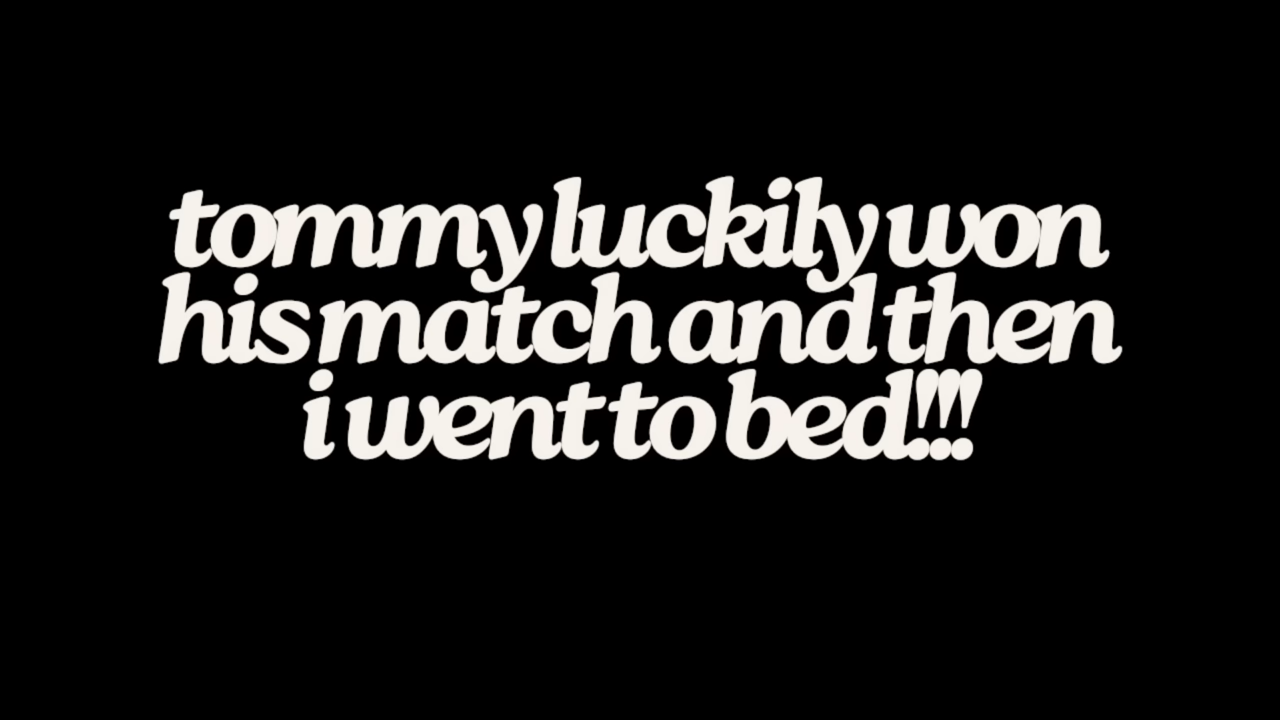 tommy luckily won
his match and then
i went to bed!!!